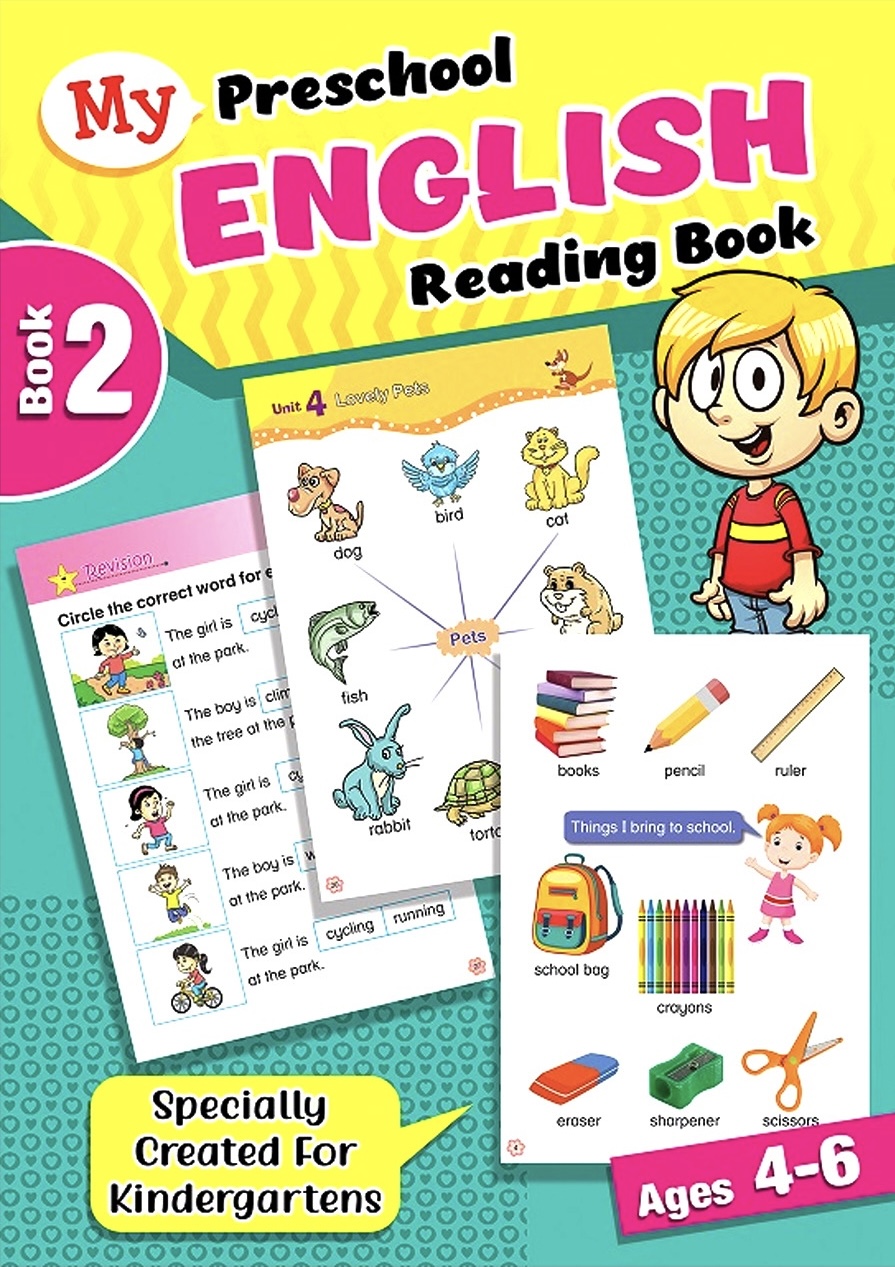 My Preschool
ENGLISH
Reading Book
Book 2
Unit 4 Lovely Pets
dog
bird
cat
fish
Pets
rabbit
Revision
Circle the correct word for
The girl is
at the park.
The boy is
the tree at the
The girl is
at the park.
The boy is
at the park.
The girl is cycling running
at the park.
books
pencil
ruler
Things I bring to school.
school bag
crayons
eraser
sharpener
scissors
4
Specially
Created For
Kindergartens
Ages 4-6